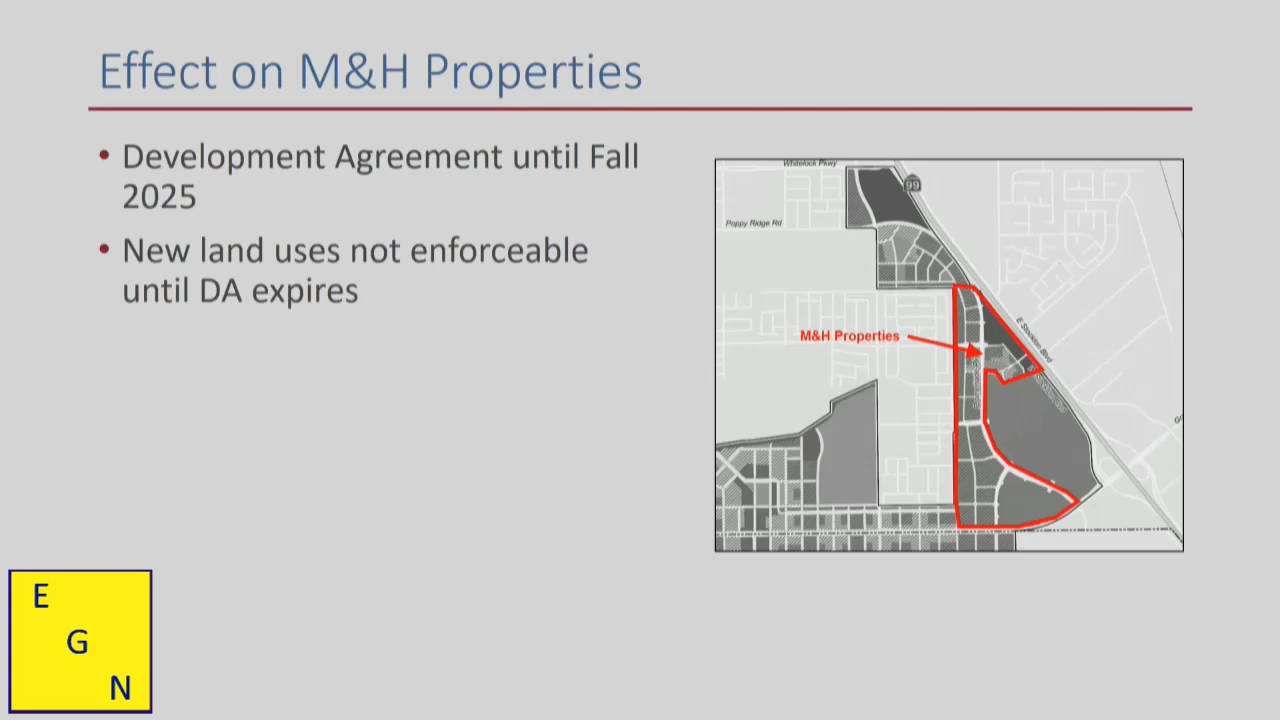 Effect on M&H Properties
• Development Agreement until Fall
2025
• New land uses not enforceable
until DA expires
Whitelock Pkwy
99
Poppy Ridge Rd
E Stockton Blvd
M&H Properties
E
G
N